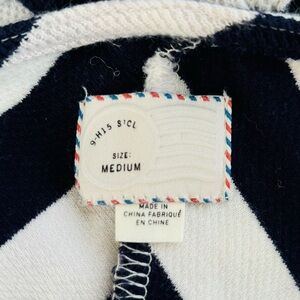 9-H15 S'CL
SIZE:
MEDIUM
MADE IN
CHINA FABRIQUÉ
EN CHINE